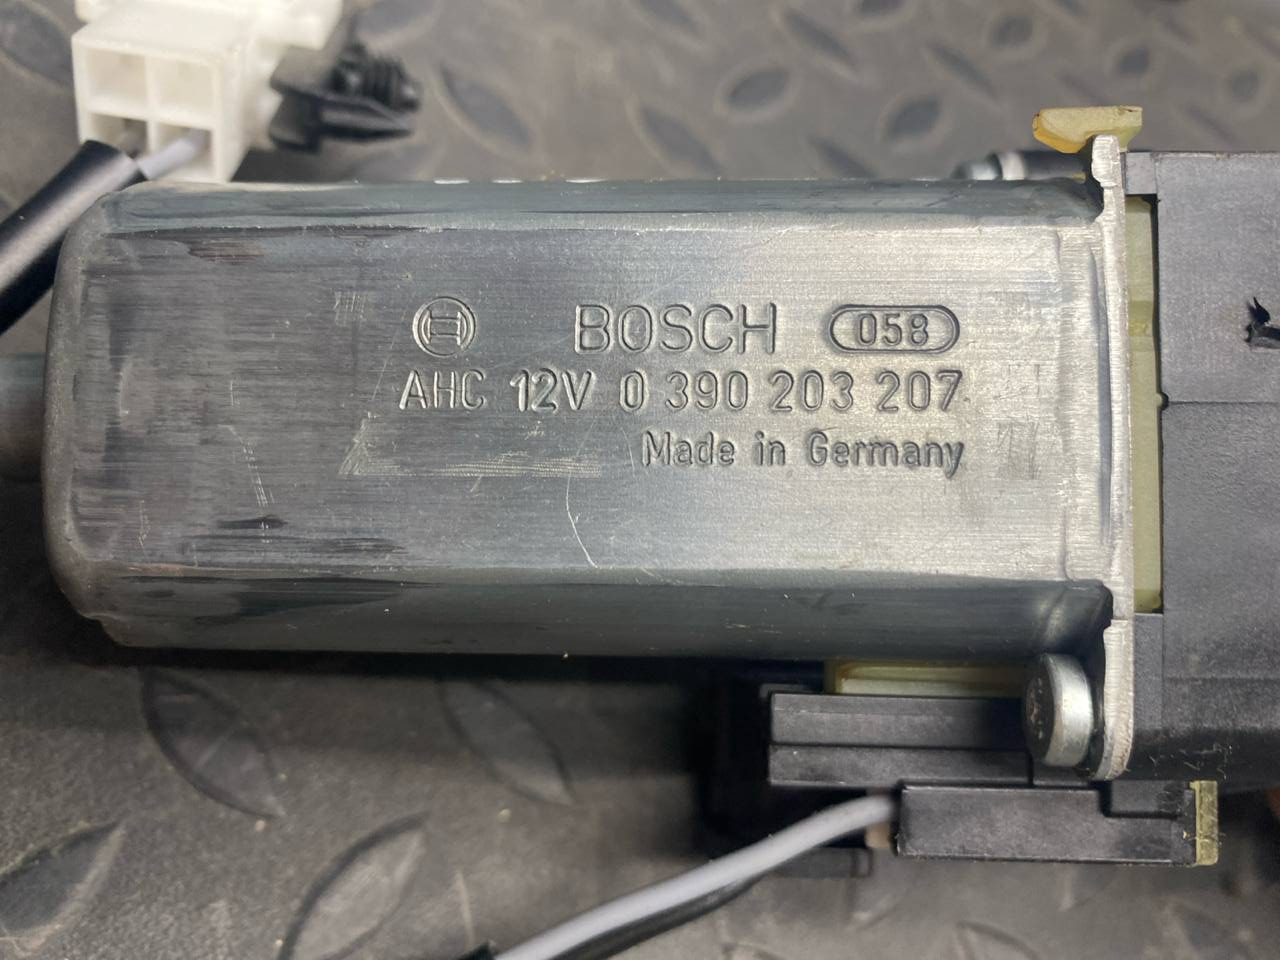 BOSCH 058
AHC 12V 0 390 203 207
Made in Germany